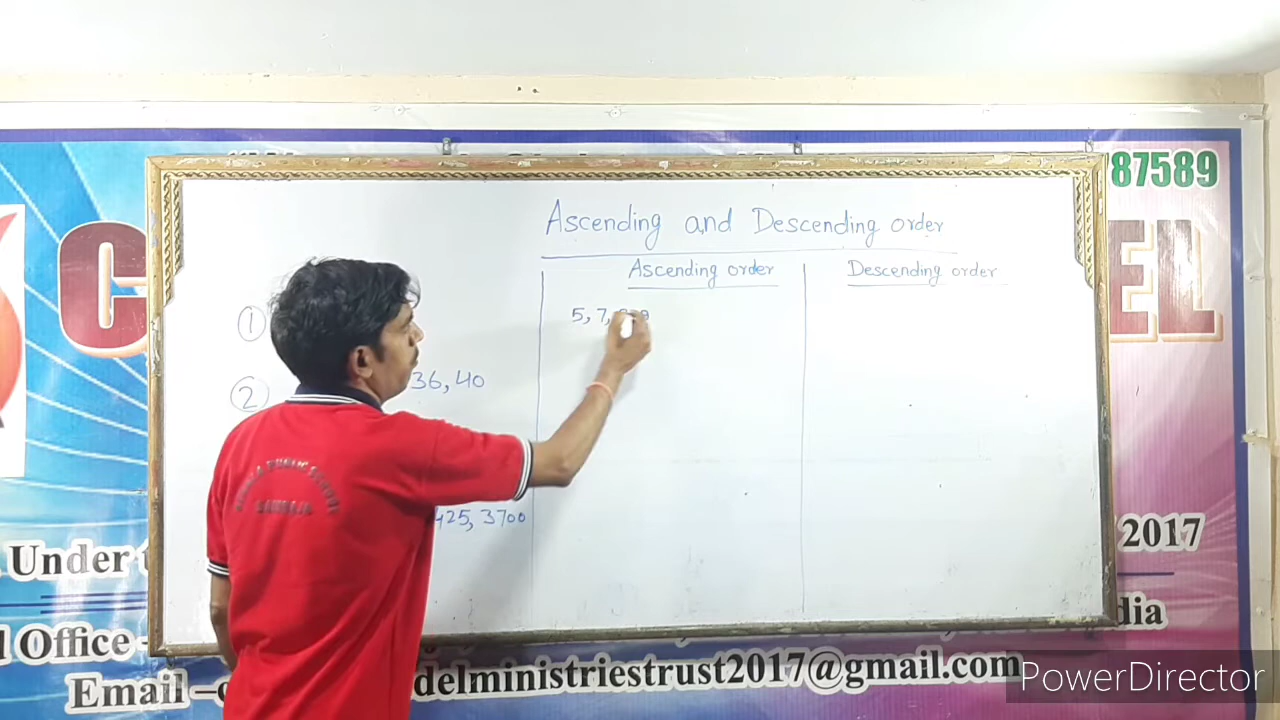 87589
Ascending and Descending order
Ascending order
Descending order
1
5, 7,
2
36, 40
425, 3700
EL
C
2017
Under
dia
Office –
Email –
delministriestrust2017@gmail.com
PowerDirector